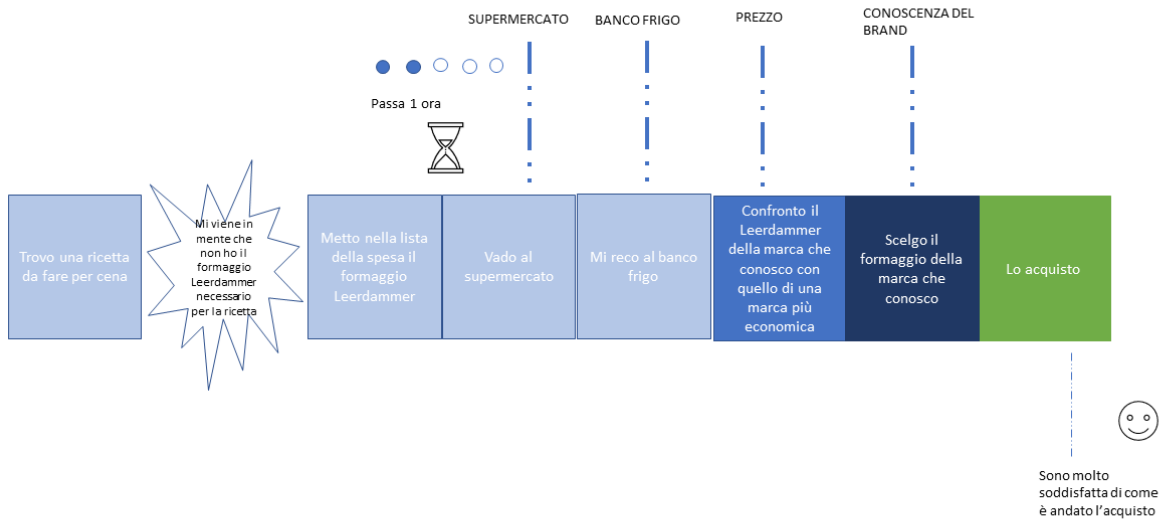 SUPERMERCATO
BANCO FRIGO
PREZZO
CONOSCENZA DEL
BRAND
Passa 1 ora
Trovo una ricetta
da fare per cena
Mi viene in
mente che
non ho il
formaggio
Leerdammer
necessario
per la ricetta
Metto nella lista
della spesa il
formaggio
Leerdammer
Vado al
supermercato
Mi reco al banco
frigo
Confronto il
Leerdammer
della marca che
conosco con
quello di una
marca più
economica
Scelgo il
formaggio della
marca che
conosco
Lo acquisto
Sono molto
soddisfatta di come
è andato l’acquisto